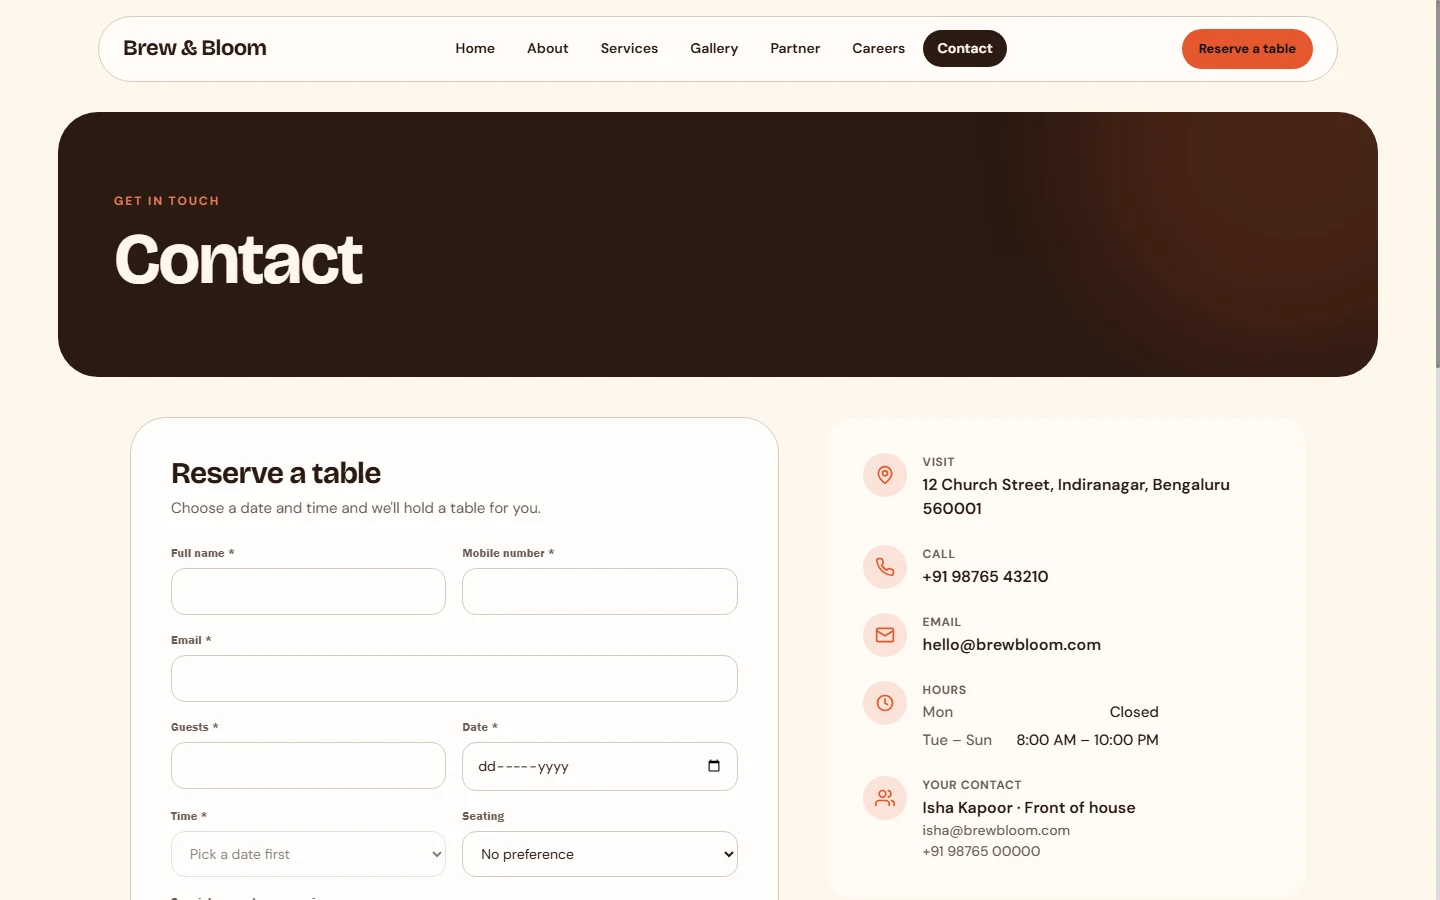 Brew & Bloom
Home
About
Services
Gallery
Partner
Careers
Contact
Reserve a table
GET IN TOUCH
Contact
Reserve a table
Choose a date and time and we'll hold a table for you.
Full name *
Mobile number *
Email *
Guests *
Date *
dd-----yyyy
Time *
Seating
Pick a date first
No preference
VISIT
12 Church Street, Indiranagar, Bengaluru
560001
CALL
+91 98765 43210
EMAIL
hello@brewbloom.com
HOURS
Mon Closed
Tue – Sun 8:00 AM – 10:00 PM
YOUR CONTACT
Isha Kapoor · Front of house
isha@brewbloom.com
+91 98765 00000